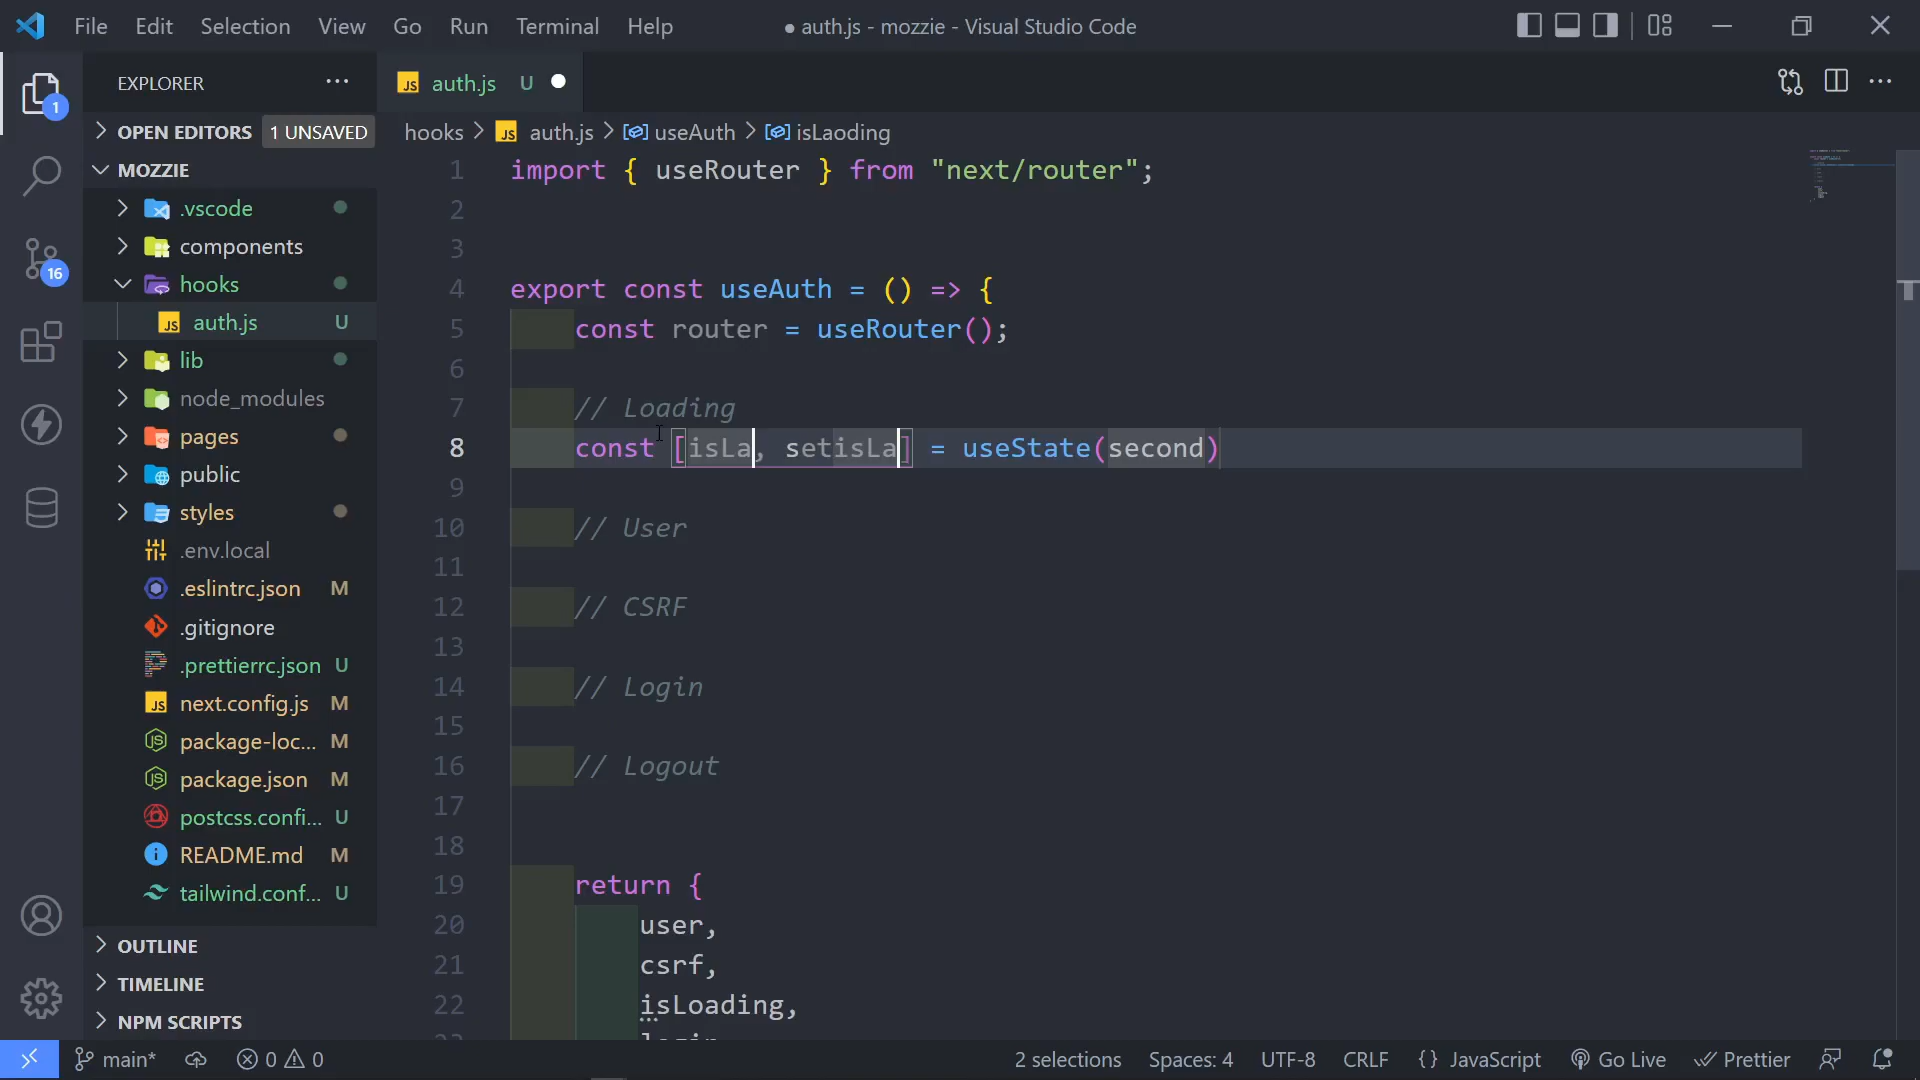 File Edit Selection View Go Run Terminal Help
● auth.js - mozzie - Visual Studio Code
EXPLORER
OPEN EDITORS 1 UNSAVED
MOZZIE
.vscode
components
hooks
auth.js U
lib
node_modules
pages
public
styles
.env.local
.eslintrc.json M
.gitignore
.prettierrc.json U
next.config.js M
package-loc... M
package.json M
postcss.confi... U
README.md M
tailwind.conf... U
OUTLINE
TIMELINE
NPM SCRIPTS
1
16
JS auth.js U
hooks > JS auth.js > useAuth > isLaoding
1 import { useRouter } from "next/router";
2
3
4 export const useAuth = () => {
5 const router = useRouter();
6
7 // Loading
8 const [isLa, setisLa] = useState(second)
9
10 // User
11
12 // CSRF
13
14 // Login
15
16 // Logout
17
18
19 return {
20 user,
21 csrf,
22 isLoading,
main* 0 0 2 selections Spaces: 4 UTF-8 CRLF {} JavaScript Go Live Prettier